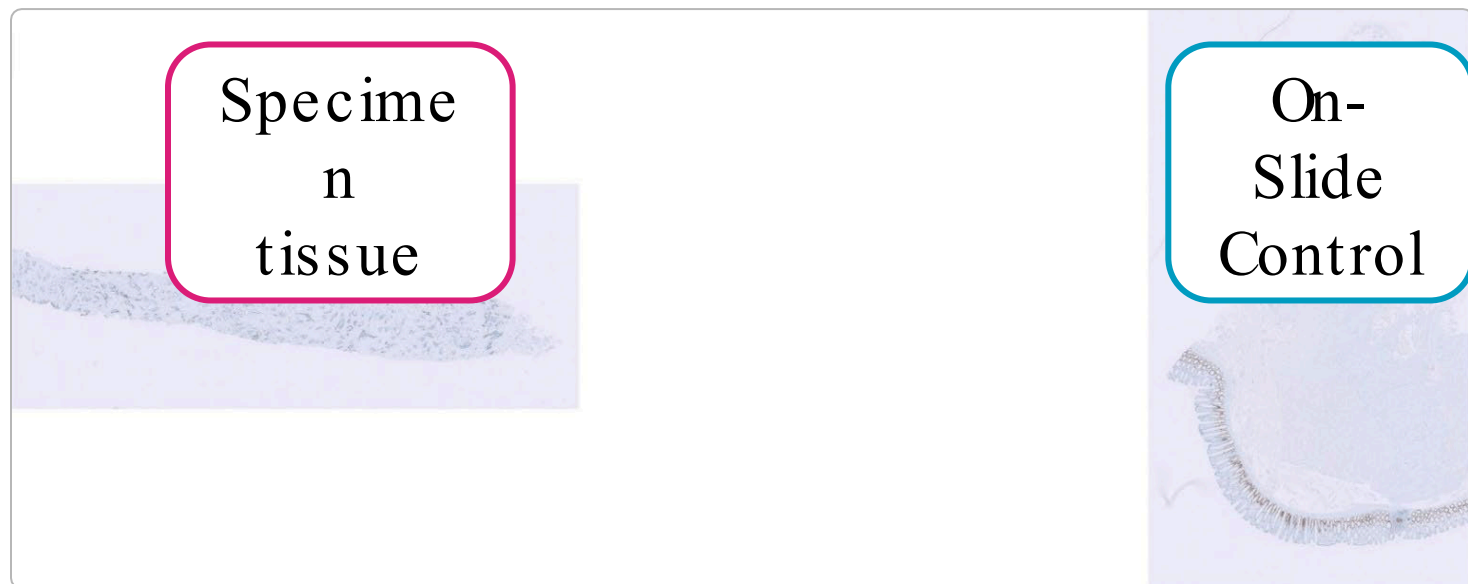 Specime
n
tissue
On-
Slide
Control